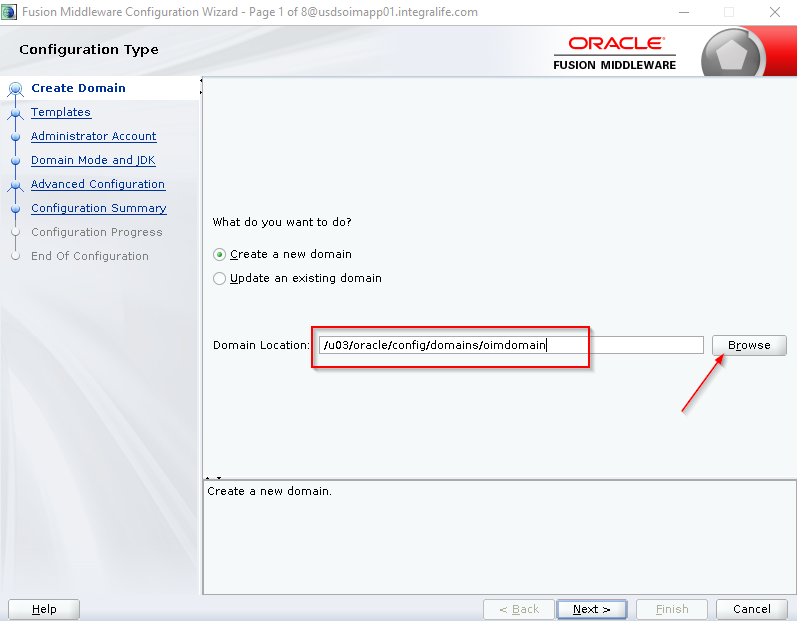 Fusion Middleware Configuration Wizard - Page 1 of 8@usdsoimapp01.integralife.com
Configuration Type
ORACLE
FUSION MIDDLEWARE
Create Domain
Templates
Administrator Account
Domain Mode and JDK
Advanced Configuration
Configuration Summary
Configuration Progress
End Of Configuration
What do you want to do?
Create a new domain
Update an existing domain
Domain Location: /u03/oracle/config/domains/oimdomain Browse
Create a new domain.
Help < Back Next > Finish Cancel